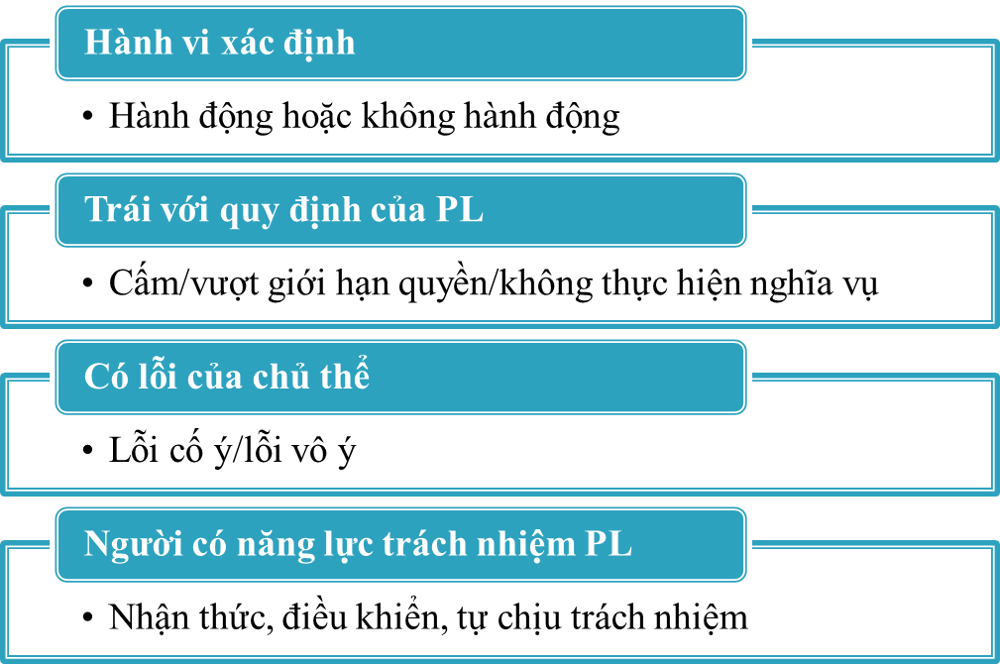 Hành vi xác định
• Hành động hoặc không hành động
Trái với quy định của PL
• Cấm/vượt giới hạn quyền/không thực hiện nghĩa vụ
Có lỗi của chủ thể
• Lỗi cố ý/lỗi vô ý
Người có năng lực trách nhiệm PL
• Nhận thức, điều khiển, tự chịu trách nhiệm